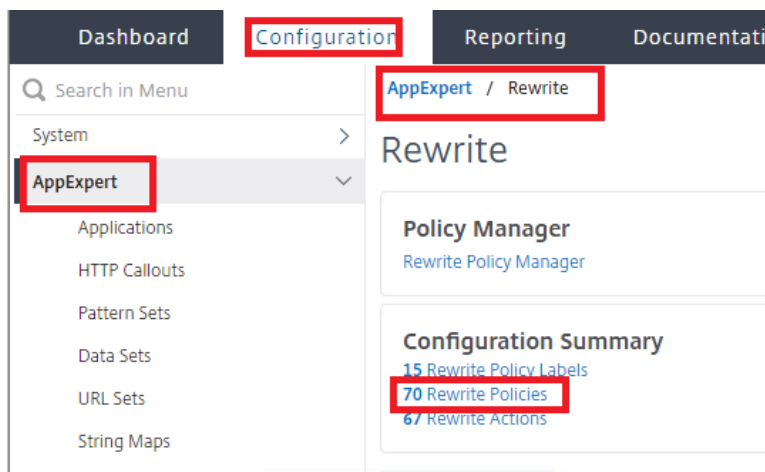 Dashboard Configuration Reporting Documentati
Search in Menu
AppExpert / Rewrite
System
Rewrite
AppExpert
Applications
Policy Manager
Rewrite Policy Manager
HTTP Callouts
Pattern Sets
Configuration Summary
Data Sets
15 Rewrite Policy Labels
70 Rewrite Policies
URL Sets
67 Rewrite Actions
String Maps